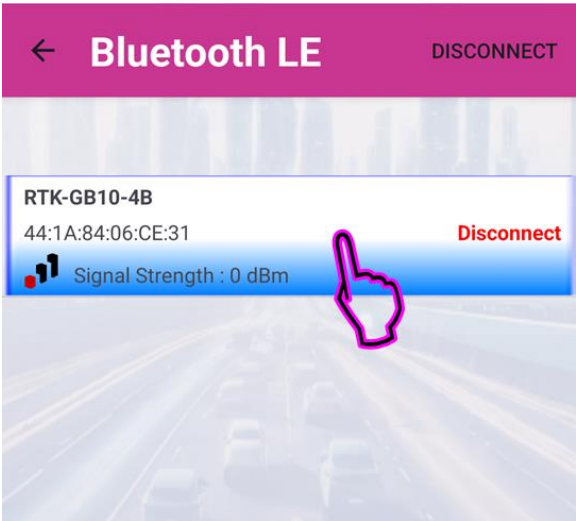 Bluetooth LE DISCONNECT
RTK-GB10-4B
44:1A:84:06:CE:31 Disconnect
Signal Strength : 0 dBm